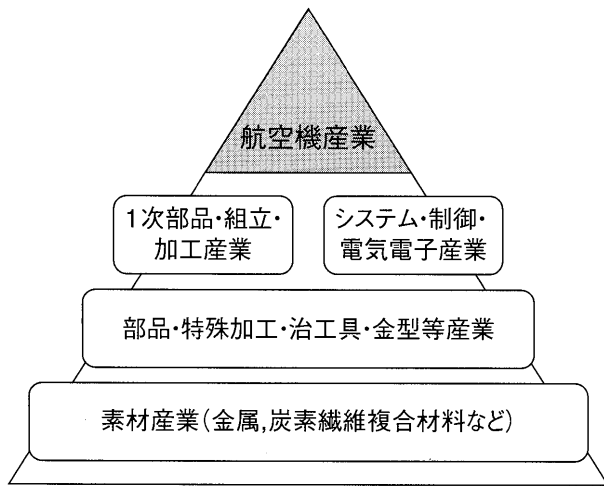 航空機産業
1次部品・組立・
加工産業
システム・制御・
電気電子産業
部品・特殊加工・治工具・金型等産業
素材産業(金属,炭素繊維複合材料など)